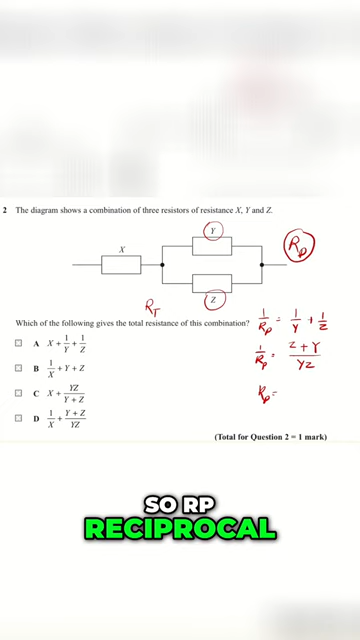 2 The diagram shows a combination of three resistors of resistance X, Y and Z.
Y
X
Rp
Z
RT
1/Rp = 1/Y + 1/Z
Which of the following gives the total resistance of this combination?
A X + 1/Y + 1/Z
1/Rp = Z + Y/YZ
B 1/X + Y + Z
C X + YZ/Y + Z
Rp =
D 1/X + Y + Z/YZ
(Total for Question 2 = 1 mark)
SO RP
RECIPROCAL